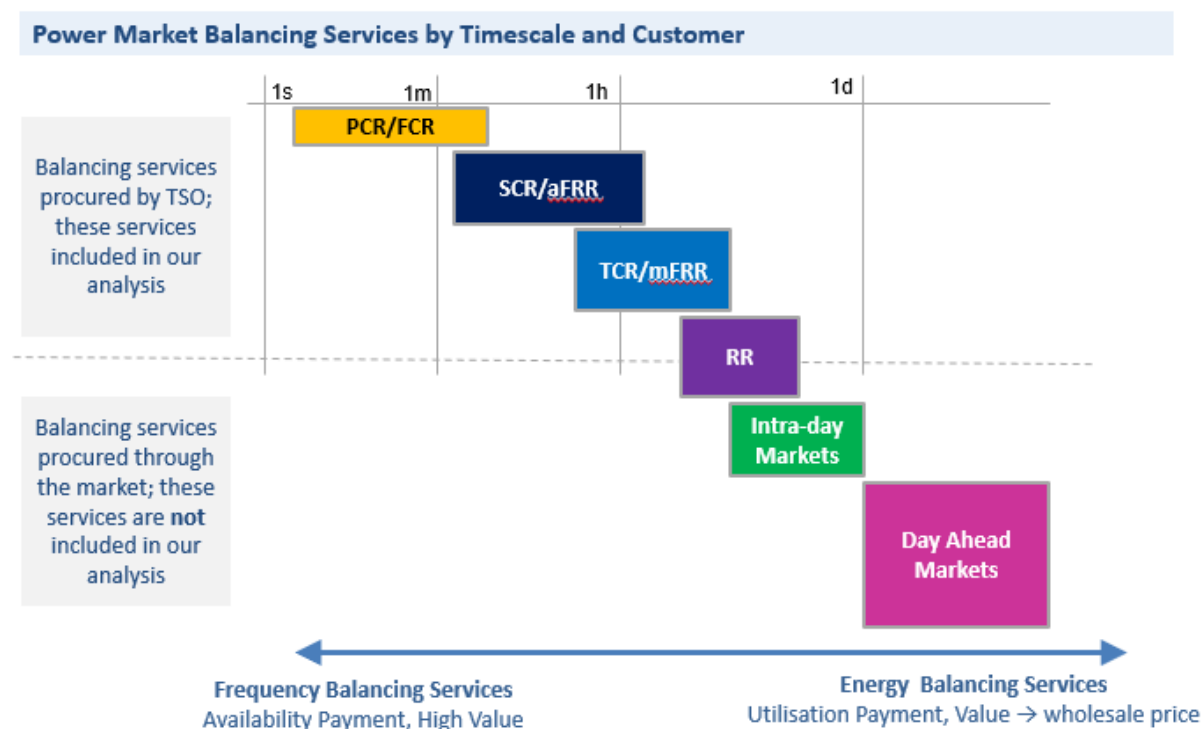 Power Market Balancing Services by Timescale and Customer
1s
1m
1h
1d
PCR/FCR
Balancing services
procured by TSO;
these services
included in our
analysis
SCR/aFRR
TCR/mFRR
RR
Balancing services
procured through
the market; these
services are not
included in our
analysis
Intra-day
Markets
Day Ahead
Markets
Frequency Balancing Services
Availability Payment, High Value
Energy Balancing Services
Utilisation Payment, Value → wholesale price